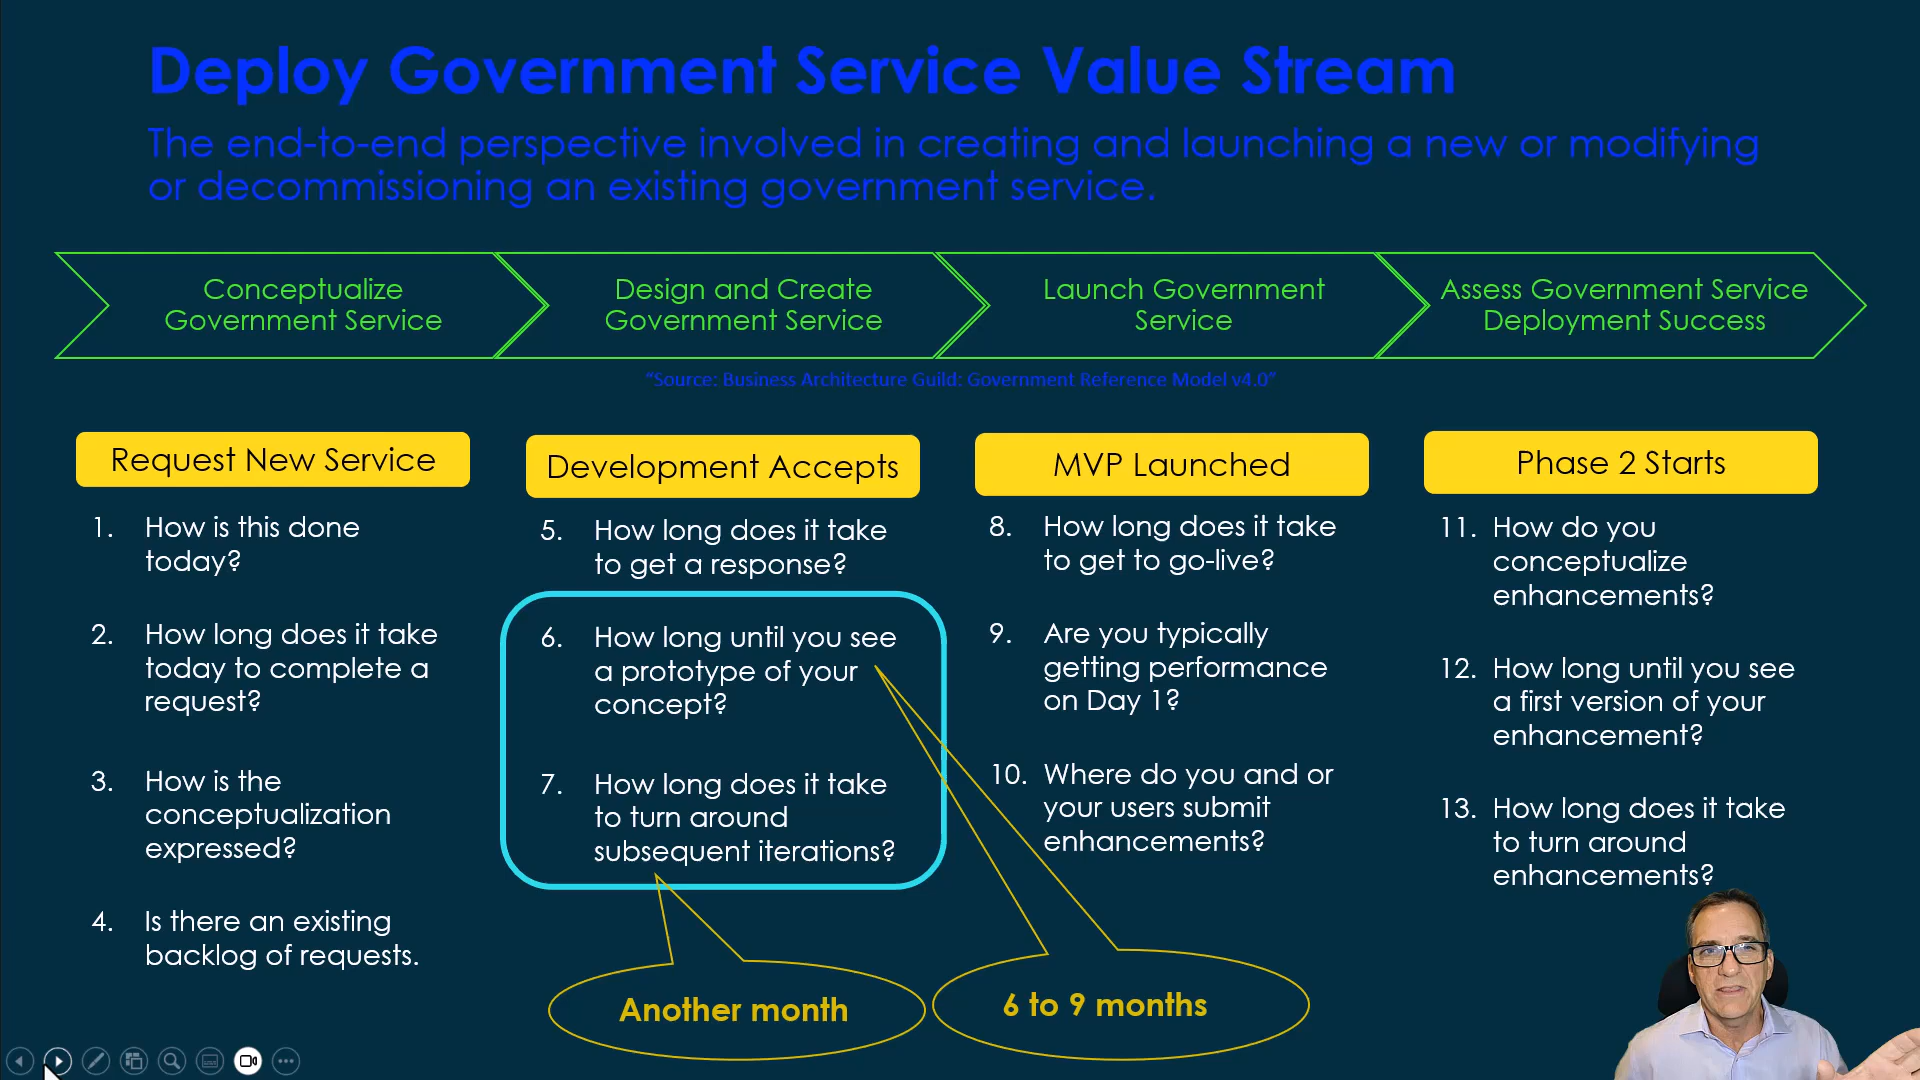 Deploy Government Service Value Stream
The end-to-end perspective involved in creating and launching a new or modifying
or decommissioning an existing government service.
Conceptualize
Government Service
Design and Create
Government Service
Launch Government
Service
Assess Government Service
Deployment Success
“Source: Business Architecture Guild: Government Reference Model v4.0”
Request New Service
1. How is this done
today?
2. How long does it take
today to complete a
request?
3. How is the
conceptualization
expressed?
4. Is there an existing
backlog of requests.
Development Accepts
5. How long does it take
to get a response?
6. How long until you see
a prototype of your
concept?
7. How long does it take
to turn around
subsequent iterations?
Another month
MVP Launched
8. How long does it take
to get to go-live?
9. Are you typically
getting performance
on Day 1?
10. Where do you and or
your users submit
enhancements?
6 to 9 months
Phase 2 Starts
11. How do you
conceptualize
enhancements?
12. How long until you see
a first version of your
enhancement?
13. How long does it take
to turn around
enhancements?